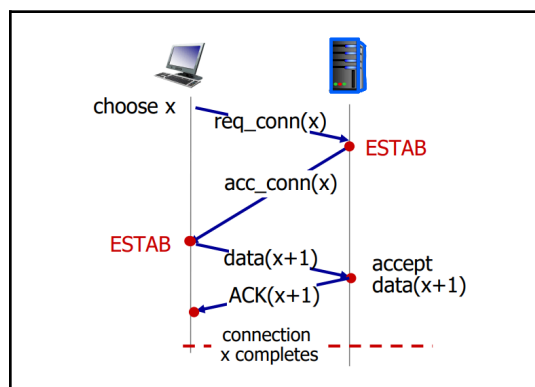 choose x
req_conn(x)
ESTAB
acc_conn(x)
ESTAB
data(x+1)
accept
data(x+1)
ACK(x+1)
connection
x completes